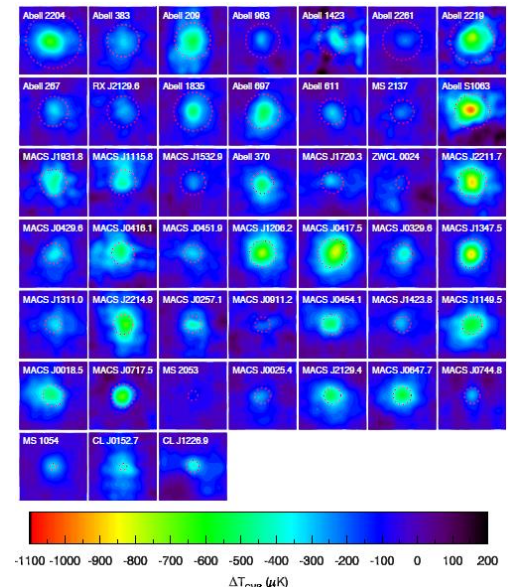 Abell 2204 Abell 383 Abell 209 Abell 963 Abell 1423 Abell 2261 Abell 2219
Abell 267 RX J2129.6 Abell 1835 Abell 697 Abell 611 MS 2137 Abell S1063
MACS J1931.8 MACS J1115.8 MACS J1532.9 Abell 370 MACS J1720.3 ZWCL 0024 MACS J2211.7
MACS J0429.6 MACS J0416.1 MACS J0451.9 MACS J1206.2 MACS J0417.5 MACS J0329.6 MACS J1347.5
MACS J1311.0 MACS J2214.9 MACS J0257.1 MACS J0911.2 MACS J0454.1 MACS J1423.8 MACS J1149.5
MACS J0018.5 MACS J0717.5 MS 2053 MACS J0025.4 MACS J2129.4 MACS J0647.7 MACS J0744.8
MS 1054 CL J0152.7 CL J1226.9
-1100 -1000 -900 -800 -700 -600 -500 -400 -300 -200 -100 0 100 200
ΔT_CMB (μK)